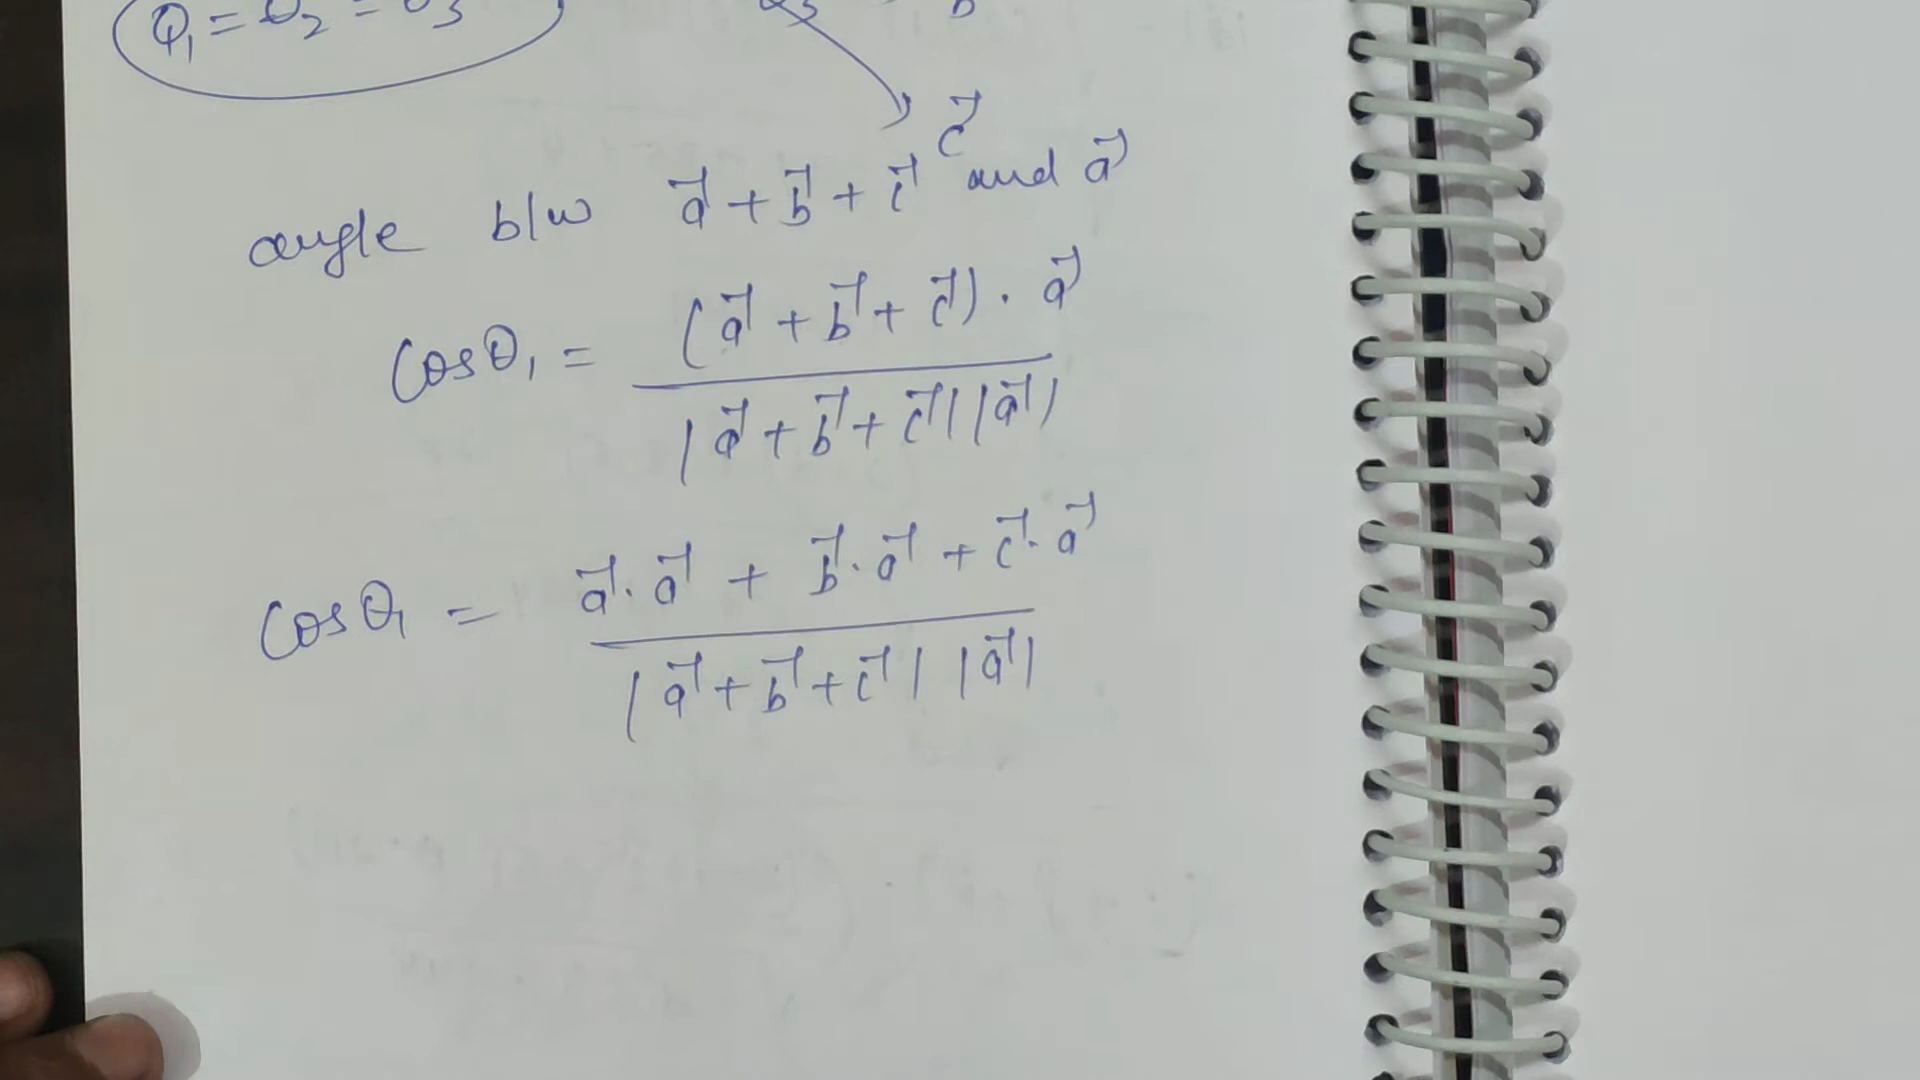 θ₁ = θ₂ = θ₃
b
c⃗
angle b/w a⃗ + b⃗ + c⃗ and a⃗
Cosθ₁ = (a⃗ + b⃗ + c⃗) . a⃗ / |a⃗ + b⃗ + c⃗| |a⃗|
Cosθ₁ = a⃗ . a⃗ + b⃗ . a⃗ + c⃗ . a⃗ / |a⃗ + b⃗ + c⃗| |a⃗|